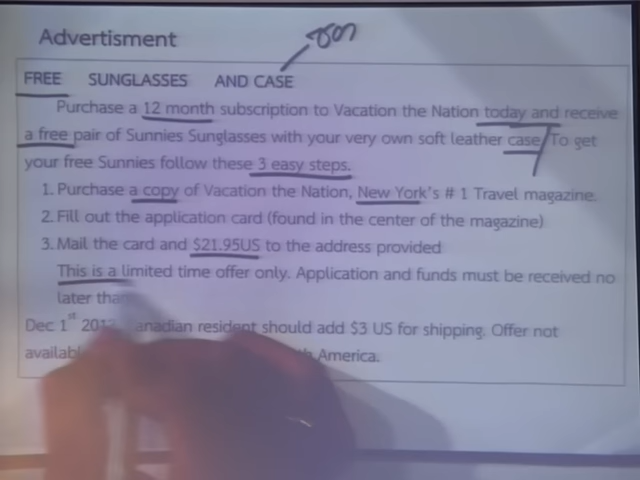 Advertisment
FREE SUNGLASSES AND CASE
Purchase a 12 month subscription to Vacation the Nation today and receive
a free pair of Sunnies Sunglasses with your very own soft leather case. To get
your free Sunnies follow these 3 easy steps.
1. Purchase a copy of Vacation the Nation, New York's # 1 Travel magazine.
2. Fill out the application card (found in the center of the magazine)
3. Mail the card and $21.95US to the address provided
This is a limited time offer only. Application and funds must be received no
later than
Dec 1st resident should add $3 US for shipping. Offer not
America.